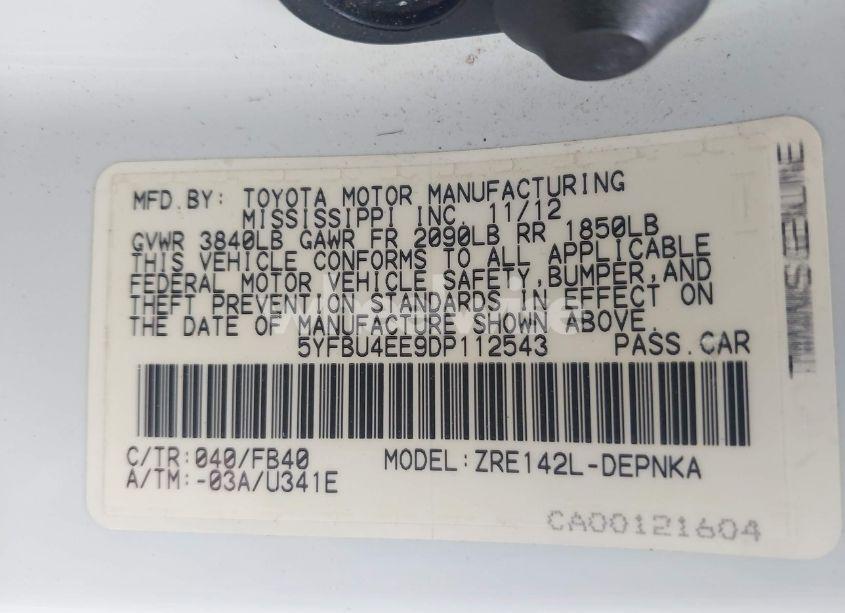 MFD.BY: TOYOTA MOTOR MANUFACTURING
MISSISSIPPI INC. 11/12
GVWR 3840LB GAWR FR 2090LB RR 1850LB
THIS VEHICLE CONFORMS TO ALL APPLICABLE
FEDERAL MOTOR VEHICLE SAFETY,BUMPER,AND
THEFT PREVENTION STANDARDS IN EFFECT ON
THE DATE OF MANUFACTURE SHOWN ABOVE.
5YFBU4EE9DP112543 PASS.CAR
C/TR:040/FB40 MODEL:ZRE142L-DEPNKA
A/TM:-03A/U341E
CA00121604